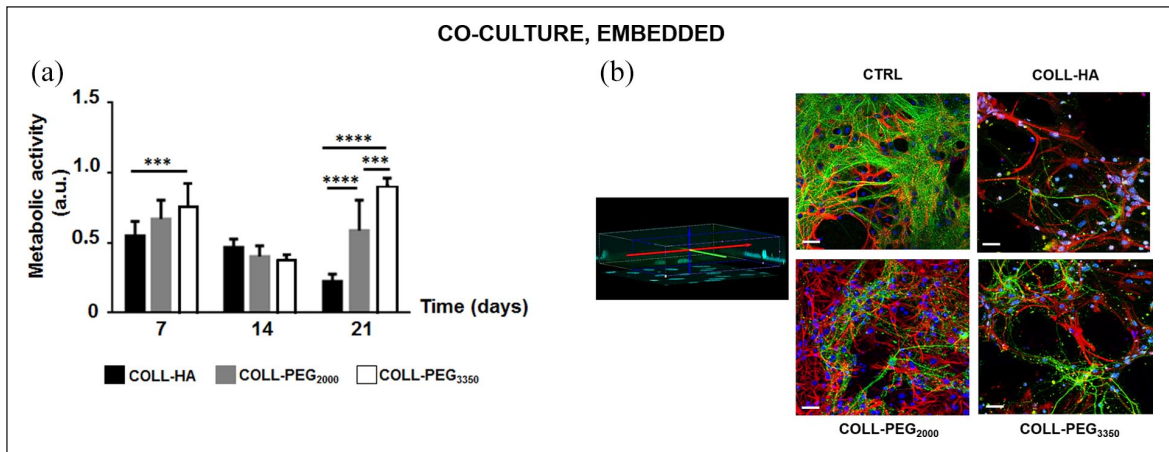 CO-CULTURE, EMBEDDED
(a)
Metabolic activity
(a.u.)
1.5
1.0
0.5
0
***
****
****
***
7 14 21
Time (days)
COLL-HA COLL-PEG2000 COLL-PEG3350
(b)
CTRL COLL-HA
COLL-PEG2000 COLL-PEG3350